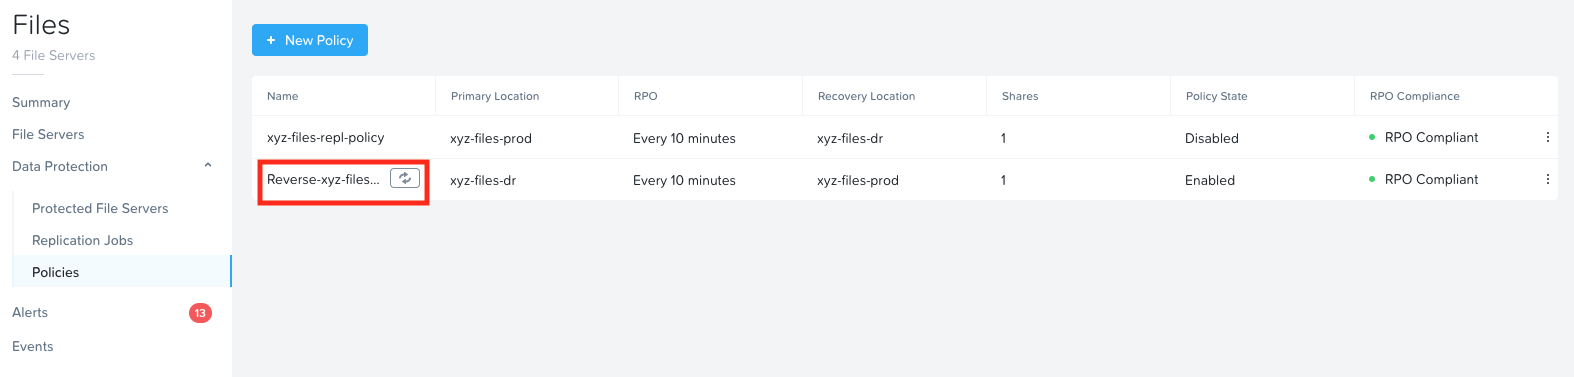 Files
4 File Servers
Summary
File Servers
Data Protection
Protected File Servers
Replication Jobs
Policies
Alerts 13
Events
+ New Policy
Name Primary Location RPO Recovery Location Shares Policy State RPO Compliance
xyz-files-repl-policy xyz-files-prod Every 10 minutes xyz-files-dr 1 Disabled RPO Compliant
Reverse-xyz-files... xyz-files-dr Every 10 minutes xyz-files-prod 1 Enabled RPO Compliant